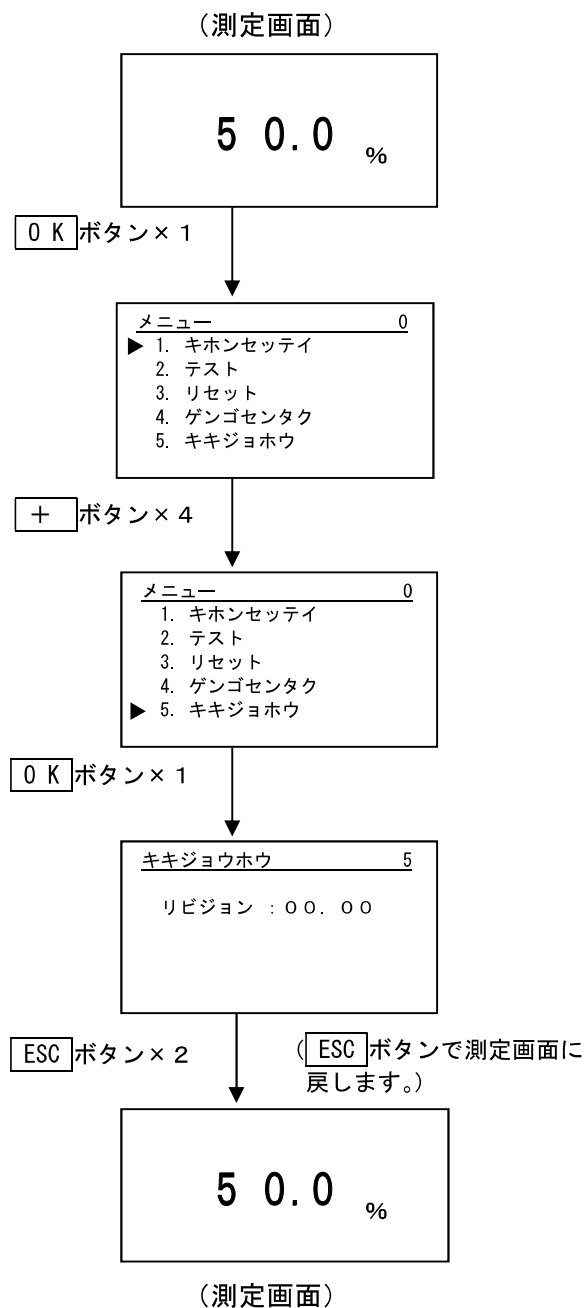 (測定画面)
50.0 %
OK ボタン×1
メニュー 0
▶ 1. キホンセッテイ
2. テスト
3. リセット
4. ゲンゴセンタク
5. キキジョホウ
＋ ボタン×4
メニュー 0
1. キホンセッテイ
2. テスト
3. リセット
4. ゲンゴセンタク
▶ 5. キキジョホウ
OK ボタン×1
キキジョウホウ 5
リビジョン :００．００
ESC ボタン×2
(ESC ボタンで測定画面に
戻します。)
50.0 %
(測定画面)